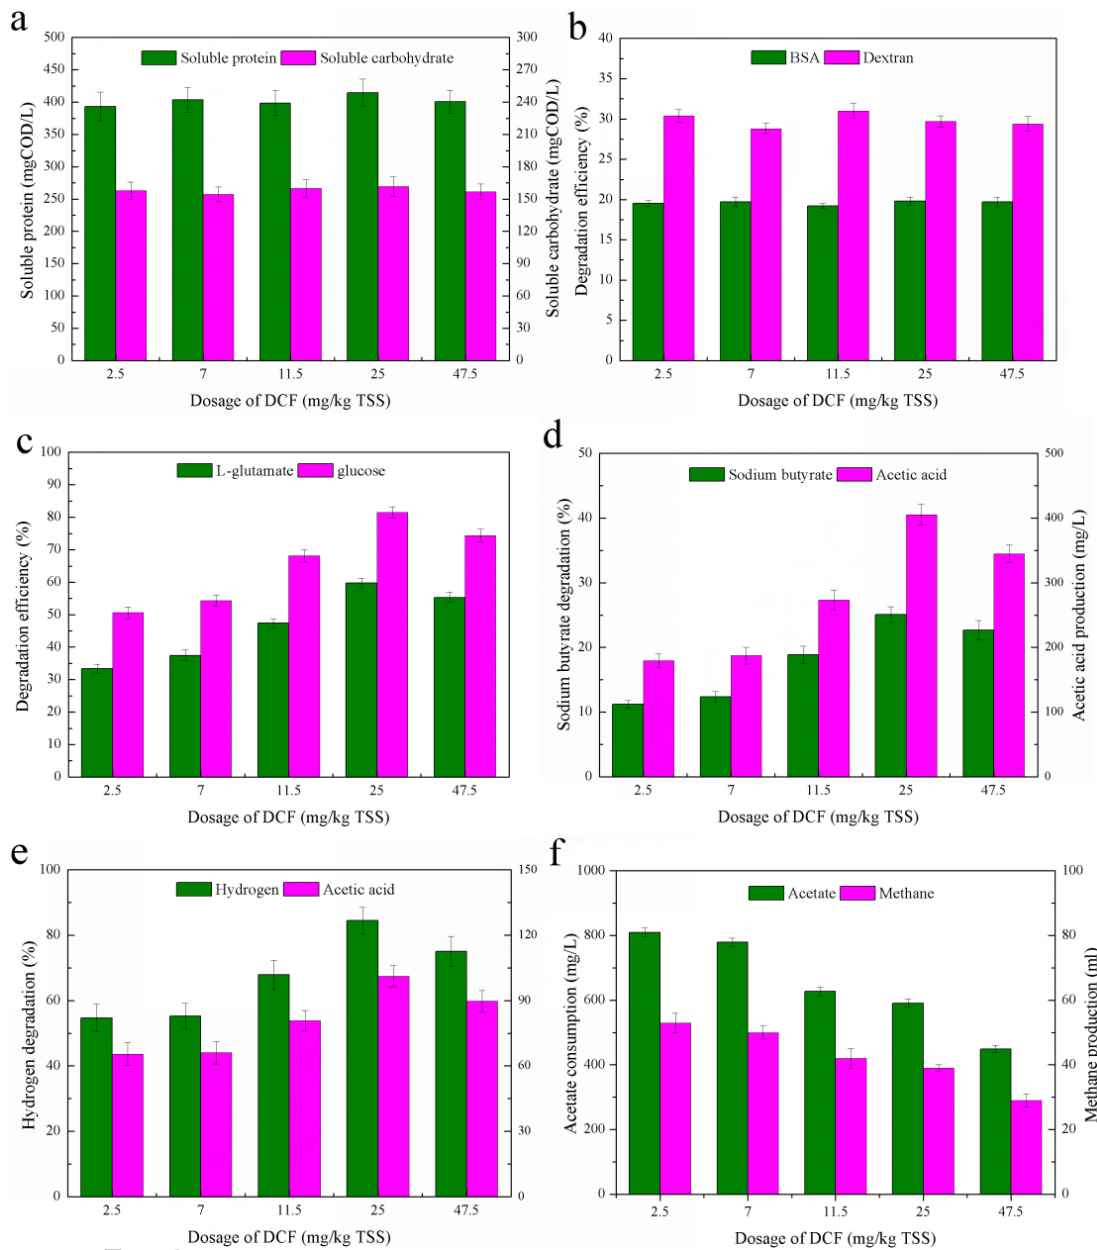 a
500
450
400
350
300
250
200
150
100
50
0
Soluble protein (mgCOD/L)
Soluble protein Soluble carbohydrate
300
270
240
210
180
150
120
90
60
30
0
Soluble carbohydrate (mgCOD/L)
2.5 7 11.5 25 47.5
Dosage of DCF (mg/kg TSS)
b
40
35
30
25
20
15
10
5
0
Degradation efficiency (%)
BSA Dextran
2.5 7 11.5 25 47.5
Dosage of DCF (mg/kg TSS)
c
100
90
80
70
60
50
40
30
20
10
0
Degradation efficiency (%)
L-glutamate glucose
2.5 7 11.5 25 47.5
Dosage of DCF (mg/kg TSS)
d
50
40
30
20
10
0
Sodium butyrate degradation (%)
Sodium butyrate Acetic acid
500
400
300
200
100
0
Acetic acid production (mg/L)
2.5 7 11.5 25 47.5
Dosage of DCF (mg/kg TSS)
e
100
80
60
40
20
0
Hydrogen degradation (%)
Hydrogen Acetic acid
150
120
90
60
30
0
2.5 7 11.5 25 47.5
Dosage of DCF (mg/kg TSS)
f
1000
800
600
400
200
0
Acetate consumption (mg/L)
Acetate Methane
100
80
60
40
20
0
Methane production (ml)
2.5 7 11.5 25 47.5
Dosage of DCF (mg/kg TSS)